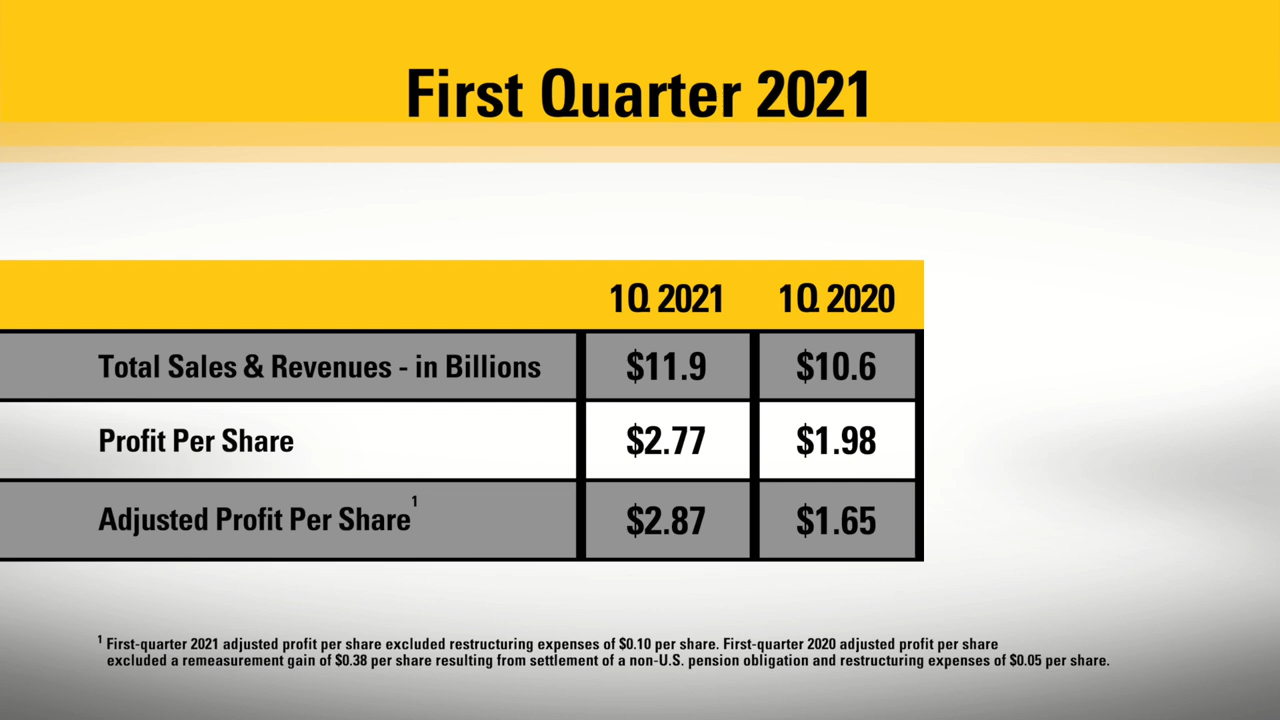 First Quarter 2021
1Q 2021 1Q 2020
Total Sales & Revenues - in Billions $11.9 $10.6
Profit Per Share $2.77 $1.98
Adjusted Profit Per Share¹ $2.87 $1.65
¹ First-quarter 2021 adjusted profit per share excluded restructuring expenses of $0.10 per share. First-quarter 2020 adjusted profit per share
excluded a remeasurement gain of $0.38 per share resulting from settlement of a non-U.S. pension obligation and restructuring expenses of $0.05 per share.